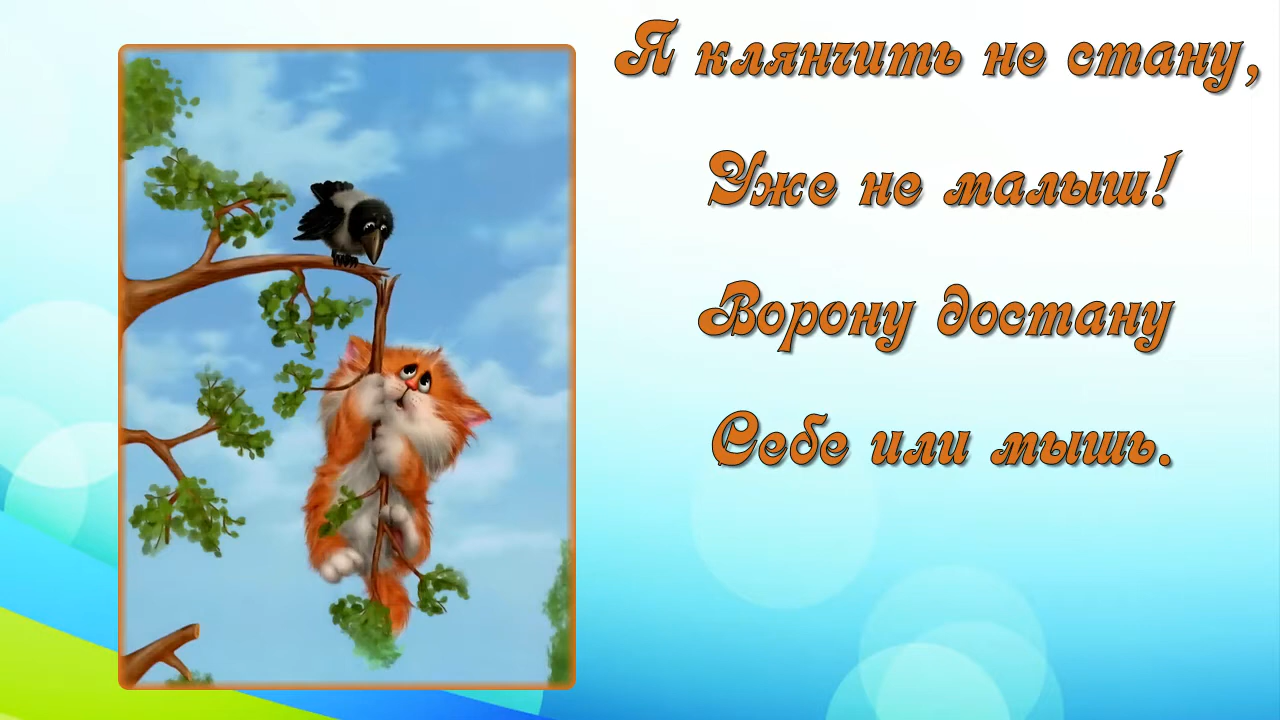 Я клянчить не стану,
Уже не малыш!
Ворону достану
Себе или мышь.